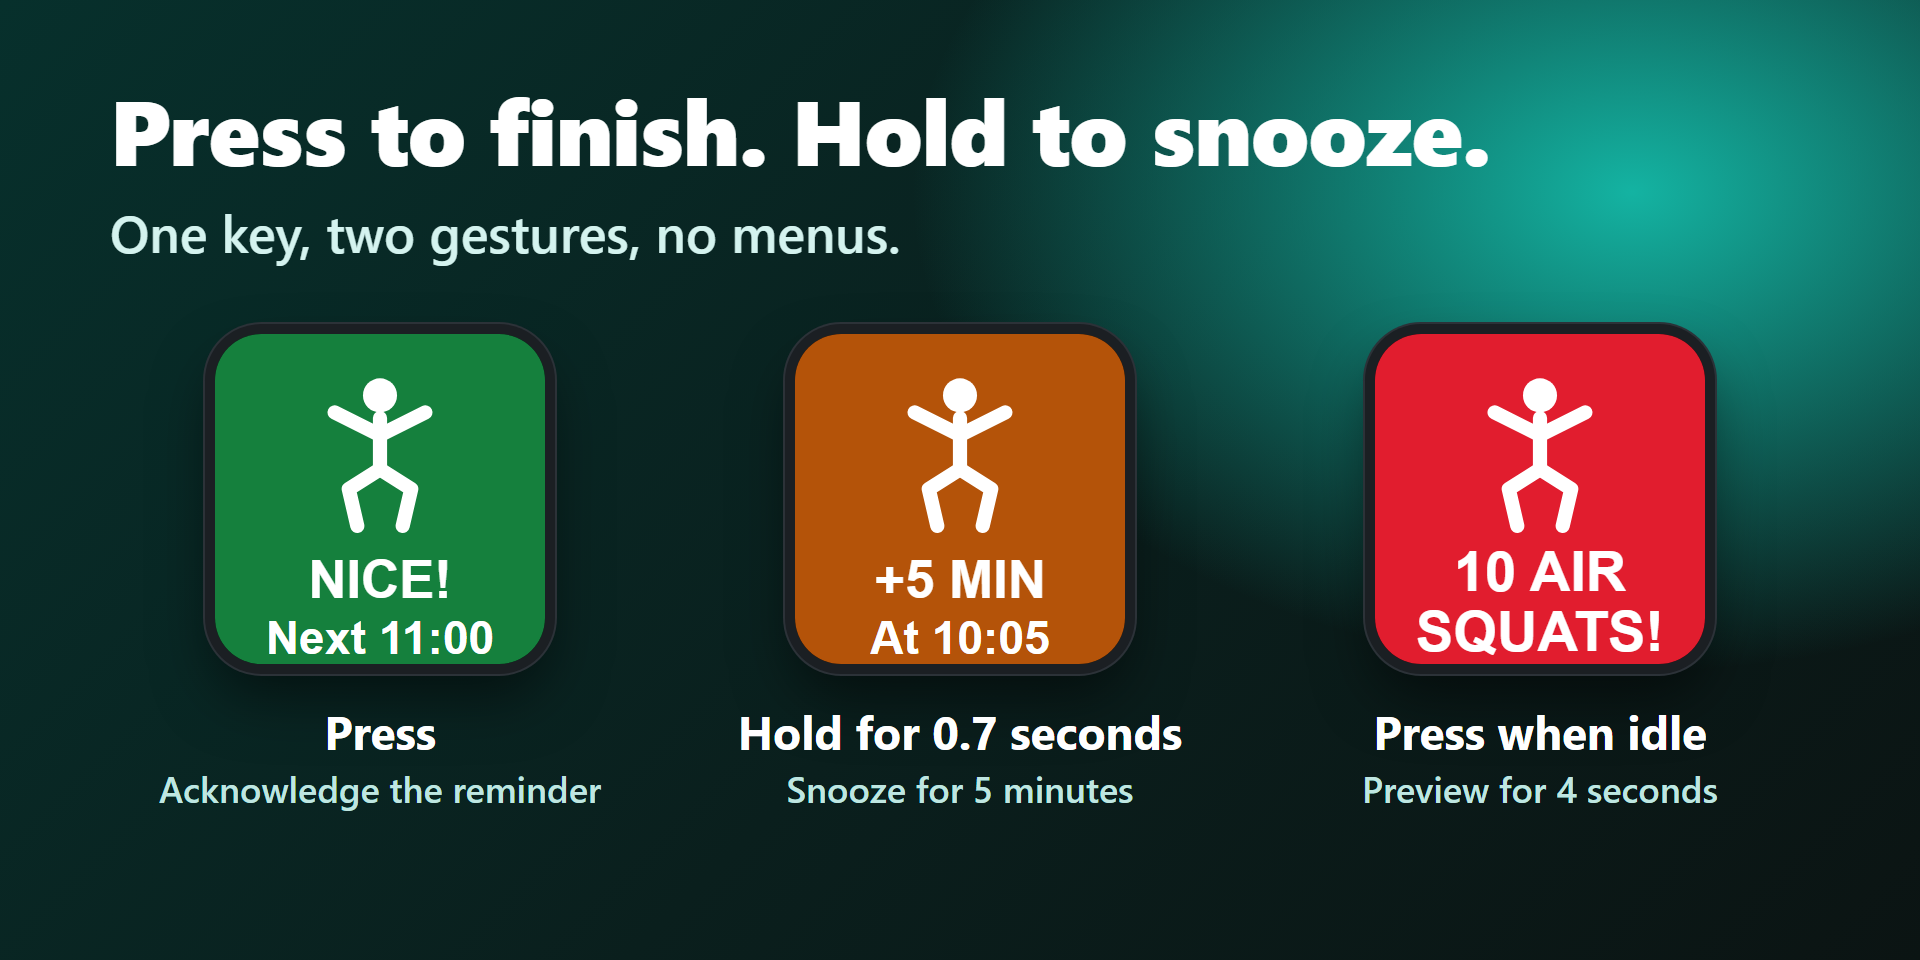 Press to finish. Hold to snooze.
One key, two gestures, no menus.
NICE!
Next 11:00
+5 MIN
At 10:05
10 AIR
SQUATS!
Press
Acknowledge the reminder
Hold for 0.7 seconds
Snooze for 5 minutes
Press when idle
Preview for 4 seconds